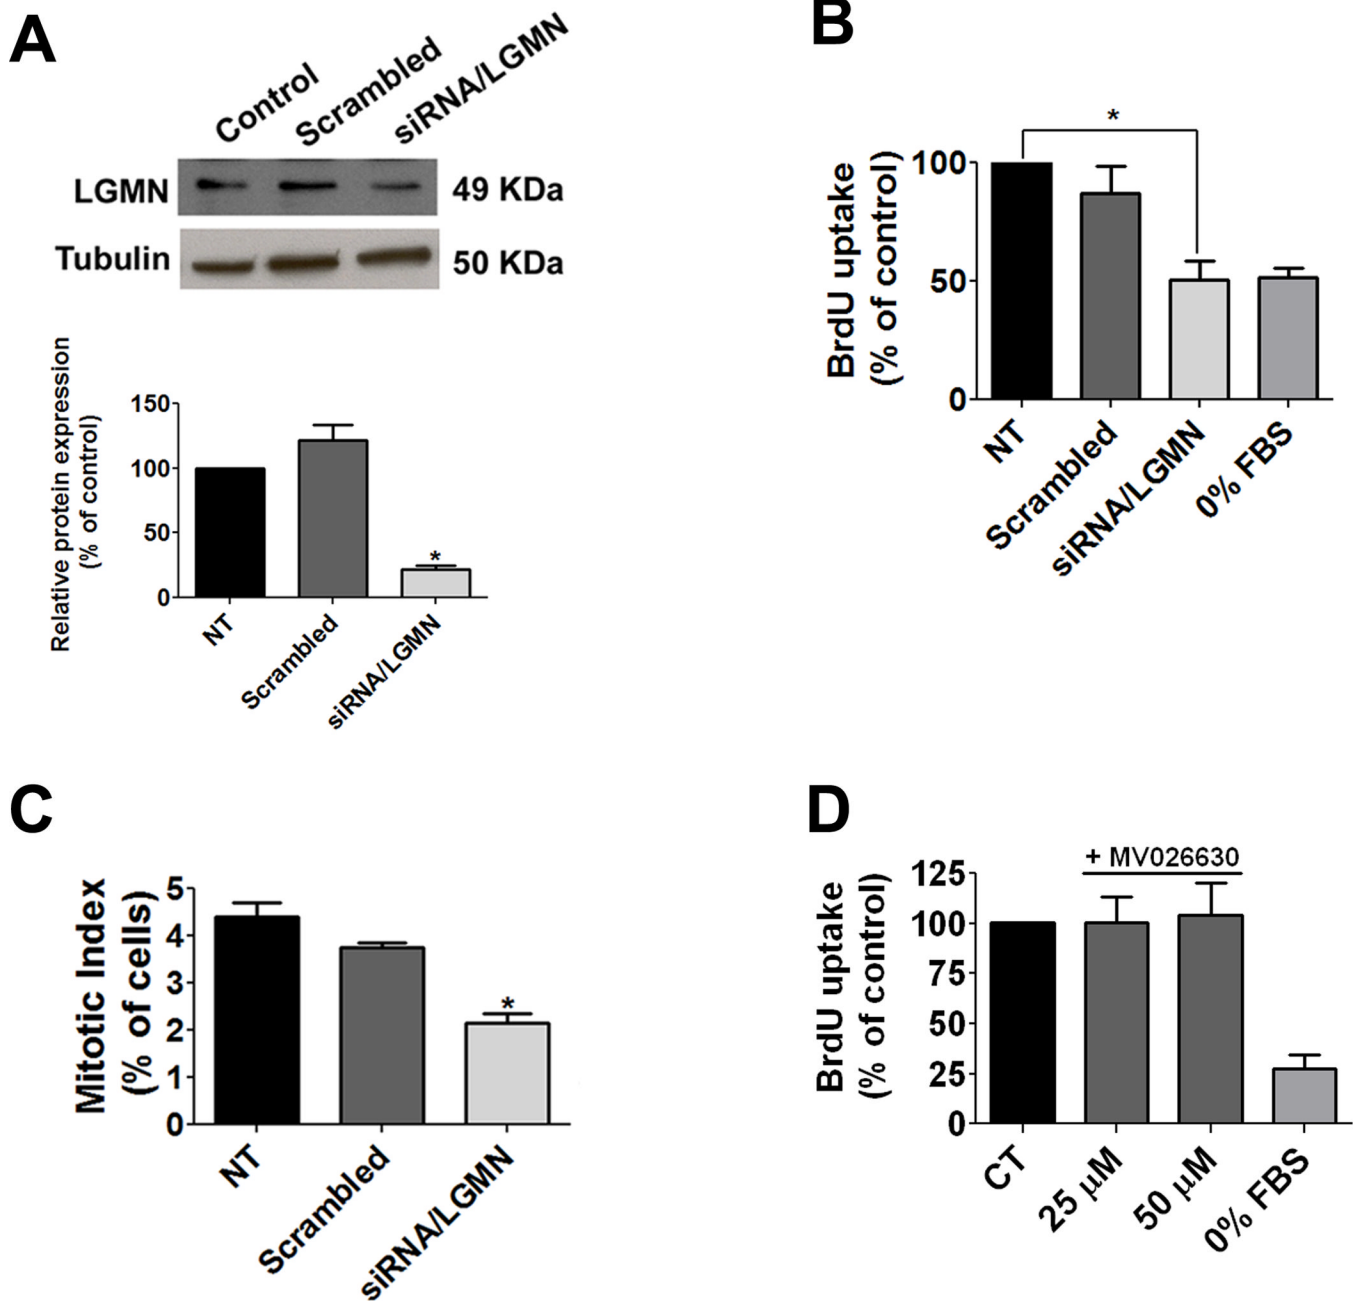 A
Control
Scrambled
siRNA/LGMN
LGMN
49 KDa
Tubulin
50 KDa
Relative protein expression
(% of control)
150
100
50
0
*
NT
Scrambled
siRNA/LGMN
B
BrdU uptake
(% of control)
100
50
0
*
NT
Scrambled
siRNA/LGMN
0% FBS
C
Mitotic Index
(% of cells)
5
4
3
2
1
0
*
NT
Scrambled
siRNA/LGMN
D
BrdU uptake
(% of control)
+ MV026630
125
100
75
50
25
0
CT
25 µM
50 µM
0% FBS